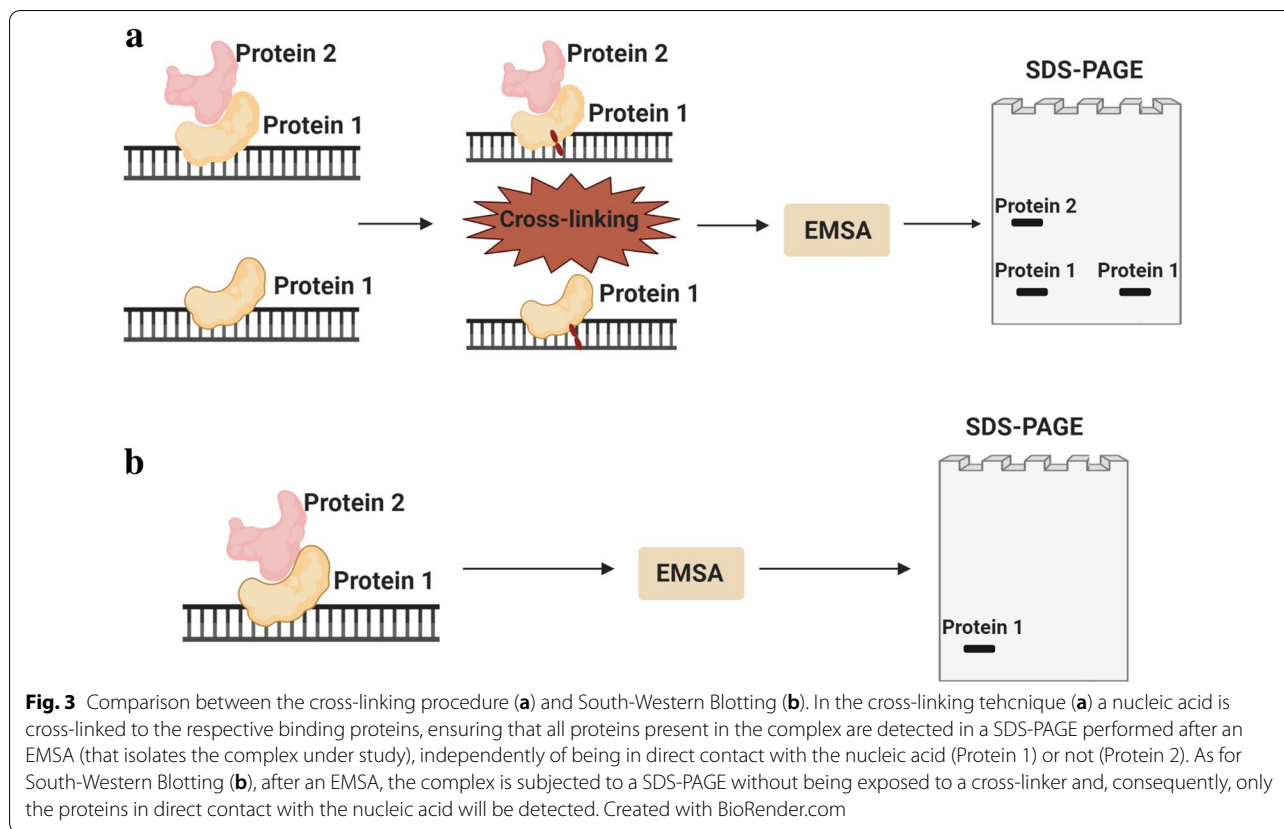 a
Protein 2
Protein 1
Protein 1
Protein 2
Protein 1
Cross-linking
Protein 1
EMSA
SDS-PAGE
Protein 2
Protein 1 Protein 1
b
Protein 2
Protein 1
EMSA
SDS-PAGE
Protein 1
Fig. 3 Comparison between the cross-linking procedure (a) and South-Western Blotting (b). In the cross-linking tehcnique (a) a nucleic acid is
cross-linked to the respective binding proteins, ensuring that all proteins present in the complex are detected in a SDS-PAGE performed after an
EMSA (that isolates the complex under study), independently of being in direct contact with the nucleic acid (Protein 1) or not (Protein 2). As for
South-Western Blotting (b), after an EMSA, the complex is subjected to a SDS-PAGE without being exposed to a cross-linker and, consequently, only
the proteins in direct contact with the nucleic acid will be detected. Created with BioRender.com